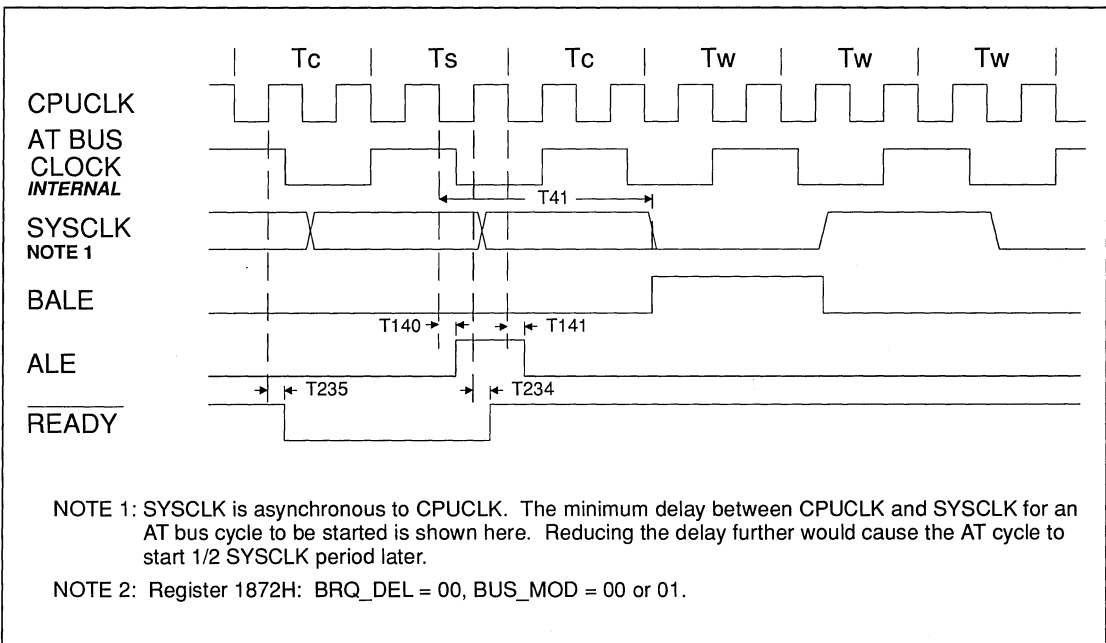 Tc Ts Tc Tw Tw Tw
CPUCLK
AT BUS
CLOCK
INTERNAL
T41
SYSCLK
NOTE 1
BALE
T140 T141
ALE
T235 T234
READY
NOTE 1: SYSCLK is asynchronous to CPUCLK. The minimum delay between CPUCLK and SYSCLK for an
AT bus cycle to be started is shown here. Reducing the delay further would cause the AT cycle to
start 1/2 SYSCLK period later.
NOTE 2: Register 1872H: BRQ_DEL = 00, BUS_MOD = 00 or 01.